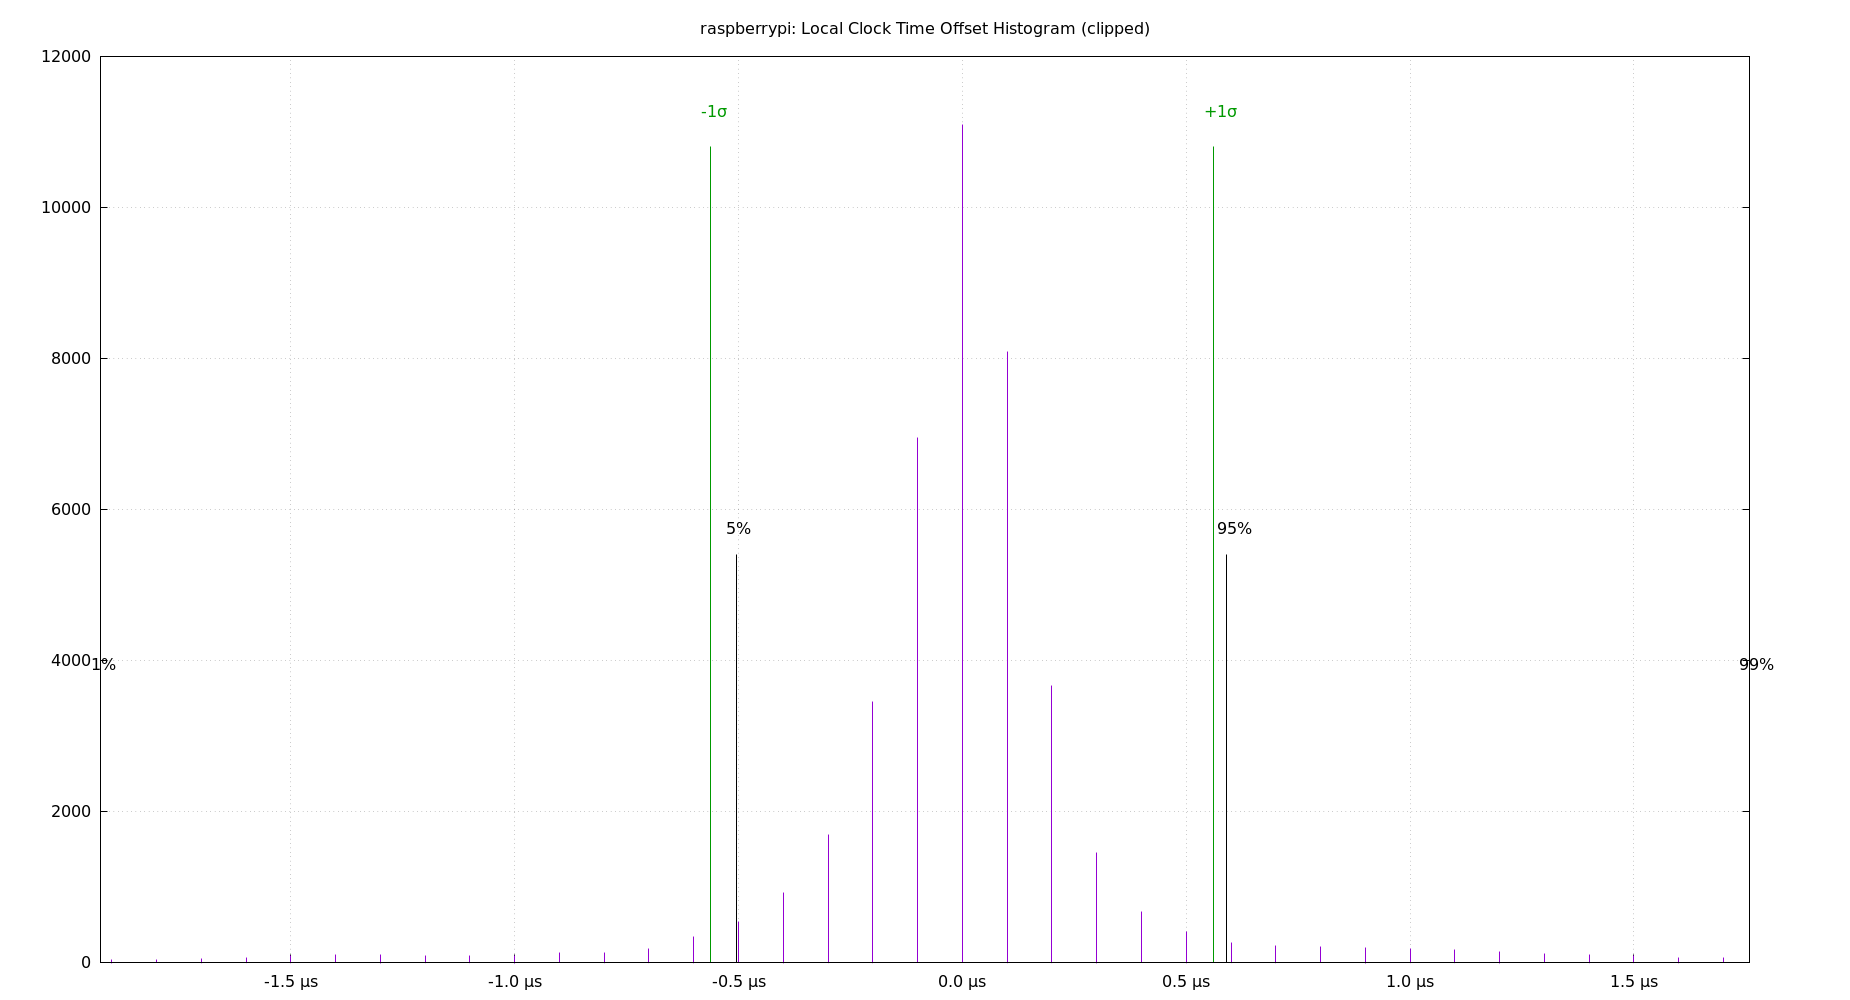 raspberrypi: Local Clock Time Offset Histogram (clipped)
12000
-1σ
+1σ
10000
8000
6000
5%
95%
4000
1%
99%
2000
0
-1.5 µs
-1.0 µs
-0.5 µs
0.0 µs
0.5 µs
1.0 µs
1.5 µs